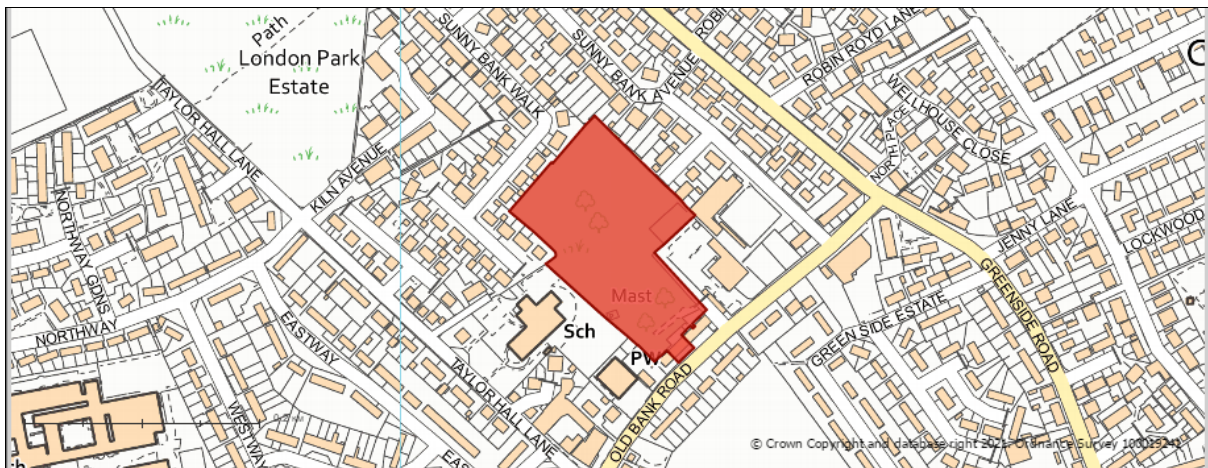 Path
London Park
Estate
TAYLOR HALL LANE
KILN AVENUE
SUNNY BANK WALK
SUNNY BANK AVENUE
ROBIN ROYD LANE
WELLHOUSE CLOSE
NORTH PLACE
JENNY LANE
LOCKWOOD
GREENSIDE ROAD
GREEN SIDE ESTATE
OLD BANK ROAD
Mast
Sch
PW
TAYLOR HALL LANE
NORTHWAY GDNS
NORTHWAY
EASTWAY
WESTWAY
© Crown Copyright and database right 2021. Ordnance Survey 100019241